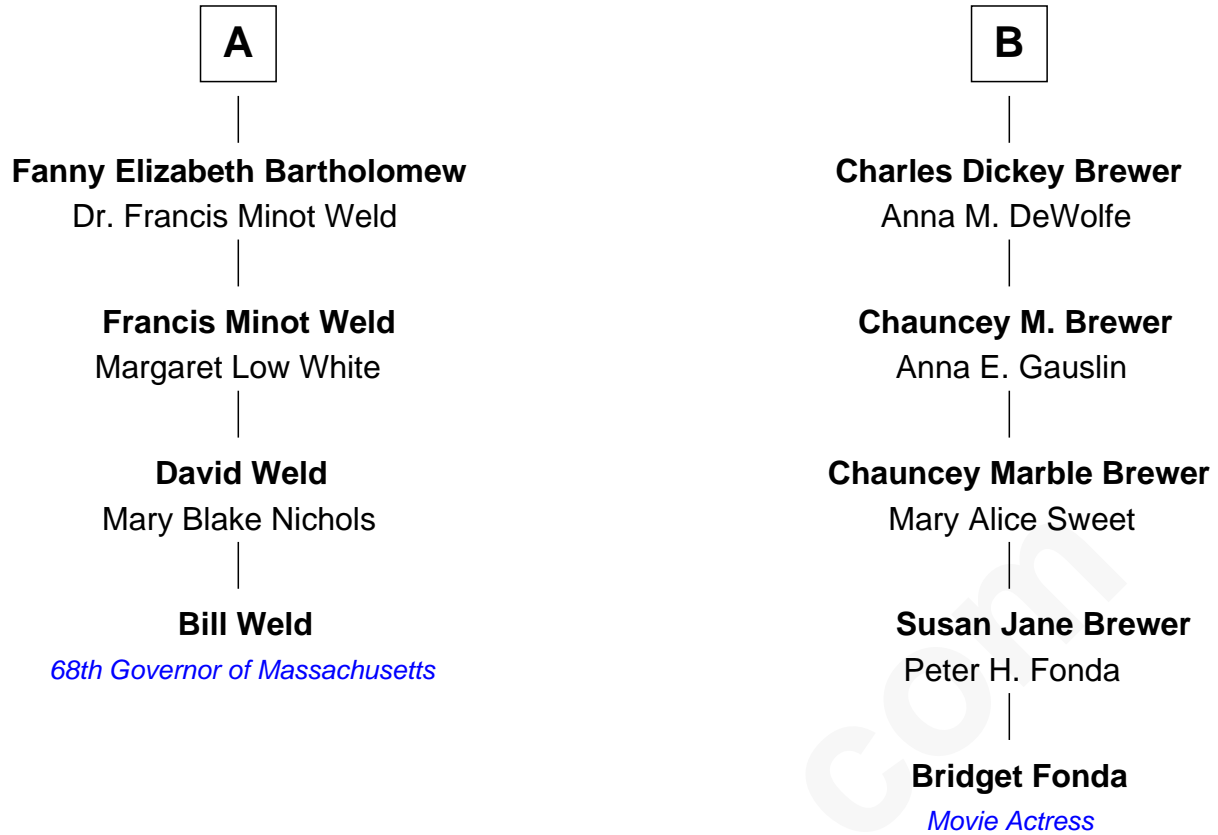 A
Fanny Elizabeth Bartholomew
Dr. Francis Minot Weld
Francis Minot Weld
Margaret Low White
David Weld
Mary Blake Nichols
Bill Weld
68th Governor of Massachusetts
B
Charles Dickey Brewer
Anna M. DeWolfe
Chauncey M. Brewer
Anna E. Gauslin
Chauncey Marble Brewer
Mary Alice Sweet
Susan Jane Brewer
Peter H. Fonda
Bridget Fonda
Movie Actress
com